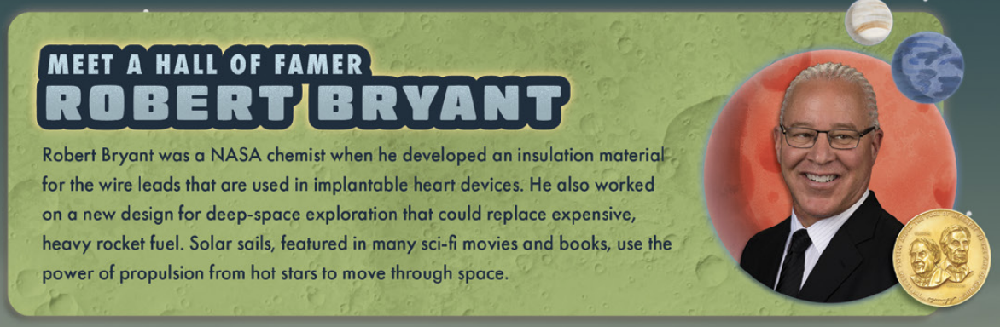 MEET A HALL OF FAMER
ROBERT BRYANT
Robert Bryant was a NASA chemist when he developed an insulation material
for the wire leads that are used in implantable heart devices. He also worked
on a new design for deep-space exploration that could replace expensive,
heavy rocket fuel. Solar sails, featured in many sci-fi movies and books, use the
power of propulsion from hot stars to move through space.